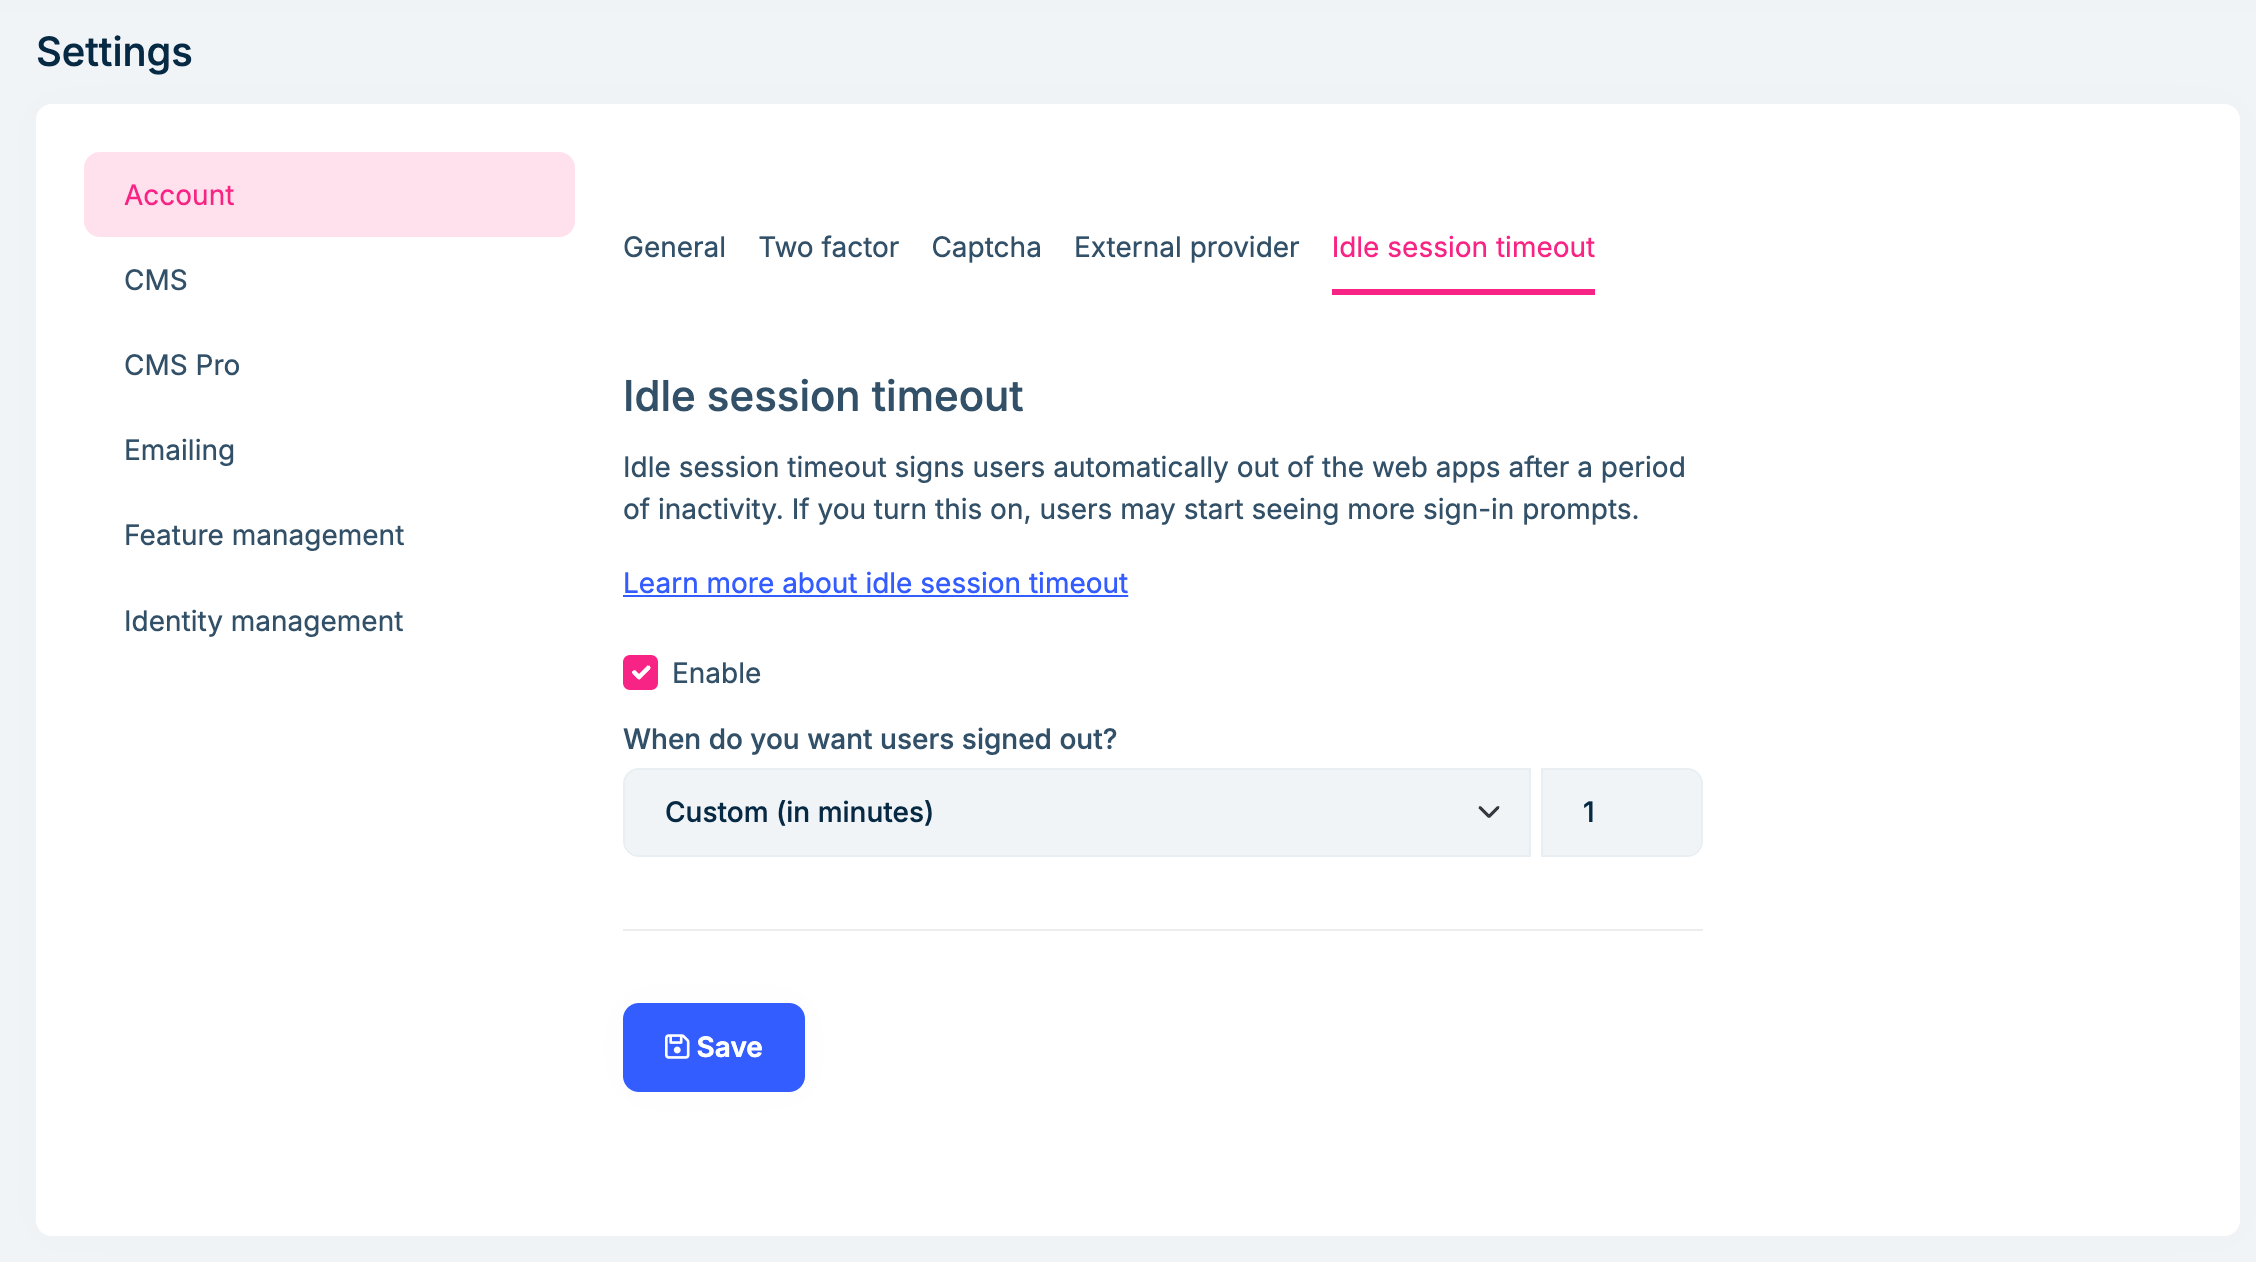 Settings
Account
CMS
CMS Pro
Emailing
Feature management
Identity management
General Two factor Captcha External provider Idle session timeout
Idle session timeout
Idle session timeout signs users automatically out of the web apps after a period
of inactivity. If you turn this on, users may start seeing more sign-in prompts.
Learn more about idle session timeout
Enable
When do you want users signed out?
Custom (in minutes) 1
Save